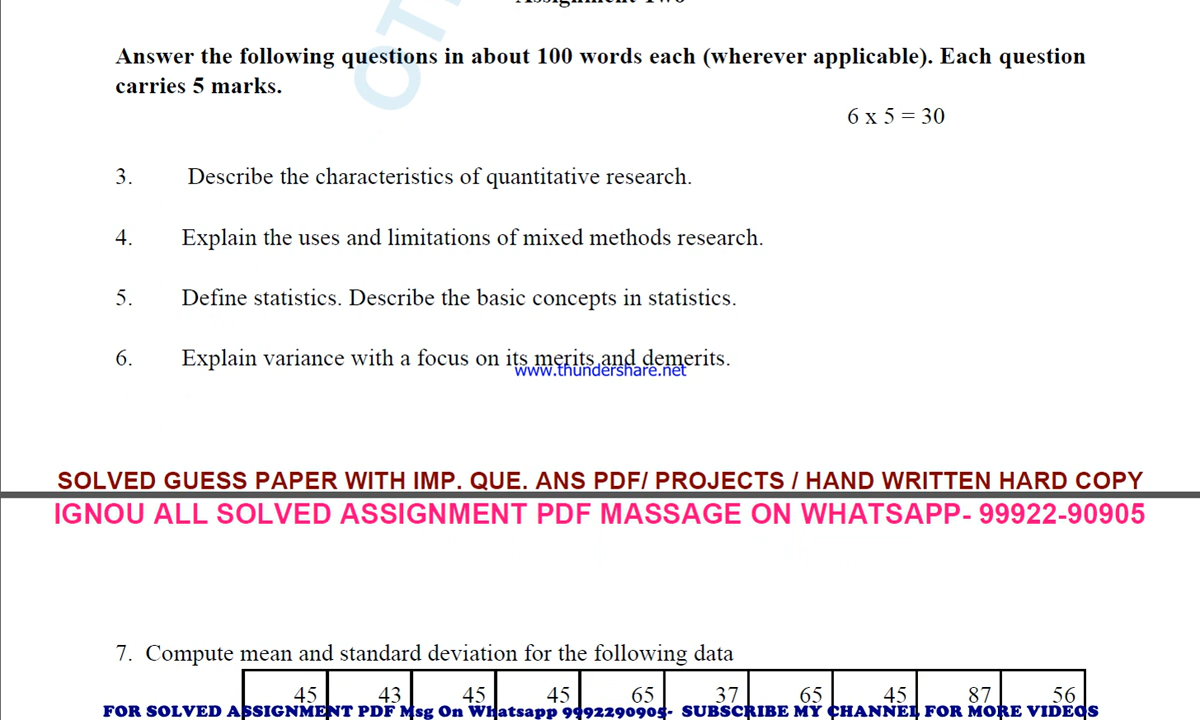 Assignment Two
Answer the following questions in about 100 words each (wherever applicable). Each question
carries 5 marks.
6 x 5 = 30
3. Describe the characteristics of quantitative research.
4. Explain the uses and limitations of mixed methods research.
5. Define statistics. Describe the basic concepts in statistics.
6. Explain variance with a focus on its merits and demerits.
www.thundershare.net
SOLVED GUESS PAPER WITH IMP. QUE. ANS PDF/ PROJECTS / HAND WRITTEN HARD COPY
IGNOU ALL SOLVED ASSIGNMENT PDF MASSAGE ON WHATSAPP- 99922-90905
7. Compute mean and standard deviation for the following data
45 43 45 45 65 37 65 45 87 56
FOR SOLVED ASSIGNMENT PDF Msg On Whatsapp 9992290905- SUBSCRIBE MY CHANNEL FOR MORE VIDEOS